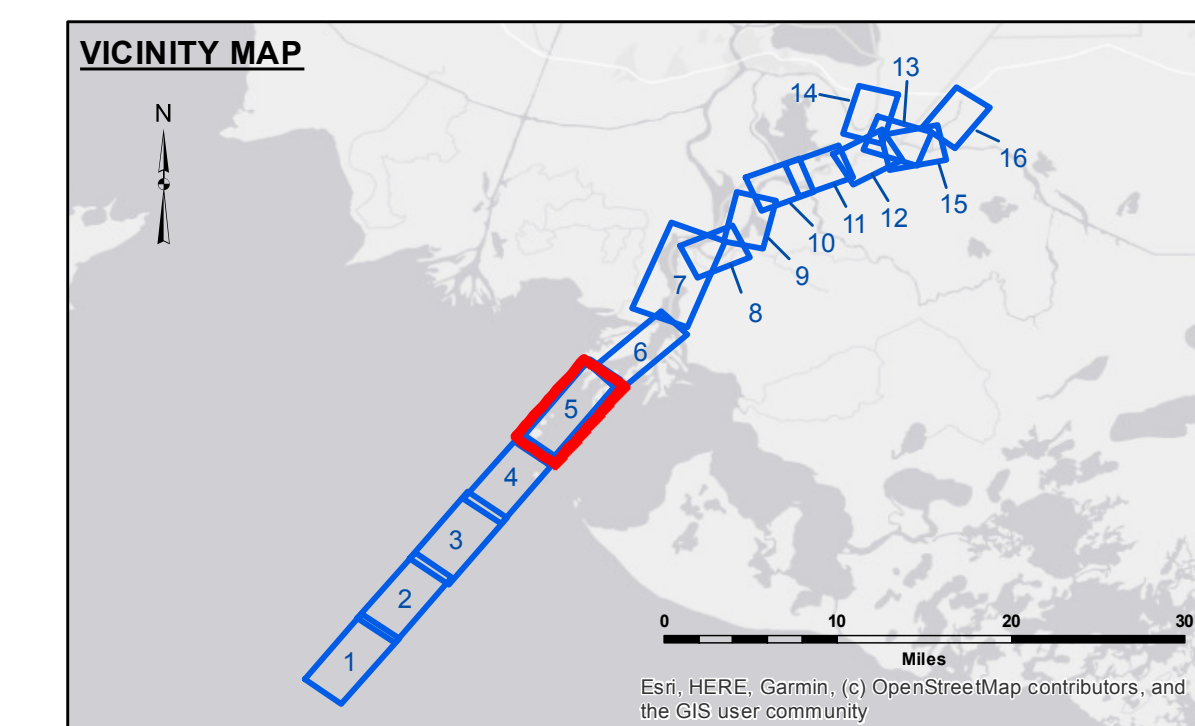 VICINITY MAP
N
13
14
16
15
12
11
10
9
8
7
6
5
4
3
2
1
0 10 20 30
Miles
Esri, HERE, Garmin, (c) OpenStreetMap contributors, and
the GIS user community